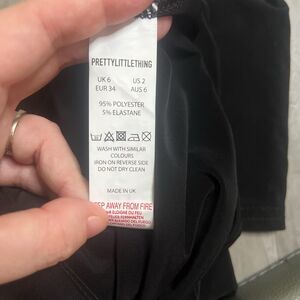 PRETTYLITTLETHING
UK 6 US 2
EUR 34 AUS 6
95% POLYESTER
5% ELASTANE
WASH WITH SIMILAR
COLOURS
IRON ON REVERSE SIDE
DO NOT DRY CLEAN
MADE IN UK
KEEP AWAY FROM FIRE